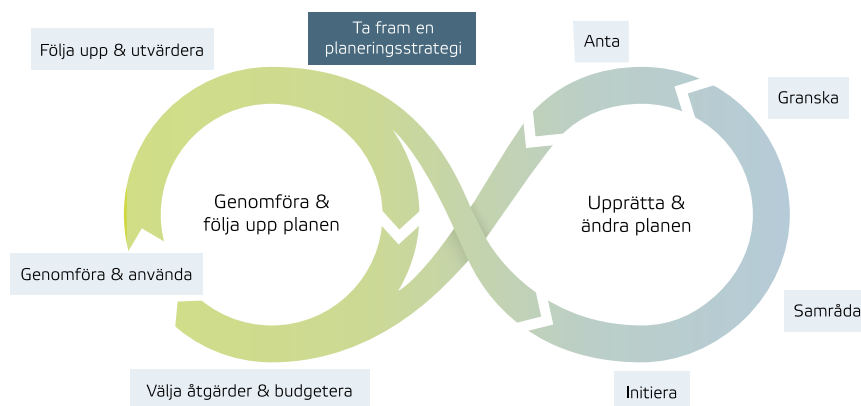 Följa upp & utvärdera
Ta fram en
planeringsstrategi
Anta
Granska
Genomföra &
följa upp planen
Upprätta &
ändra planen
Genomföra & använda
Samråda
Välja åtgärder & budgetera
Initiera